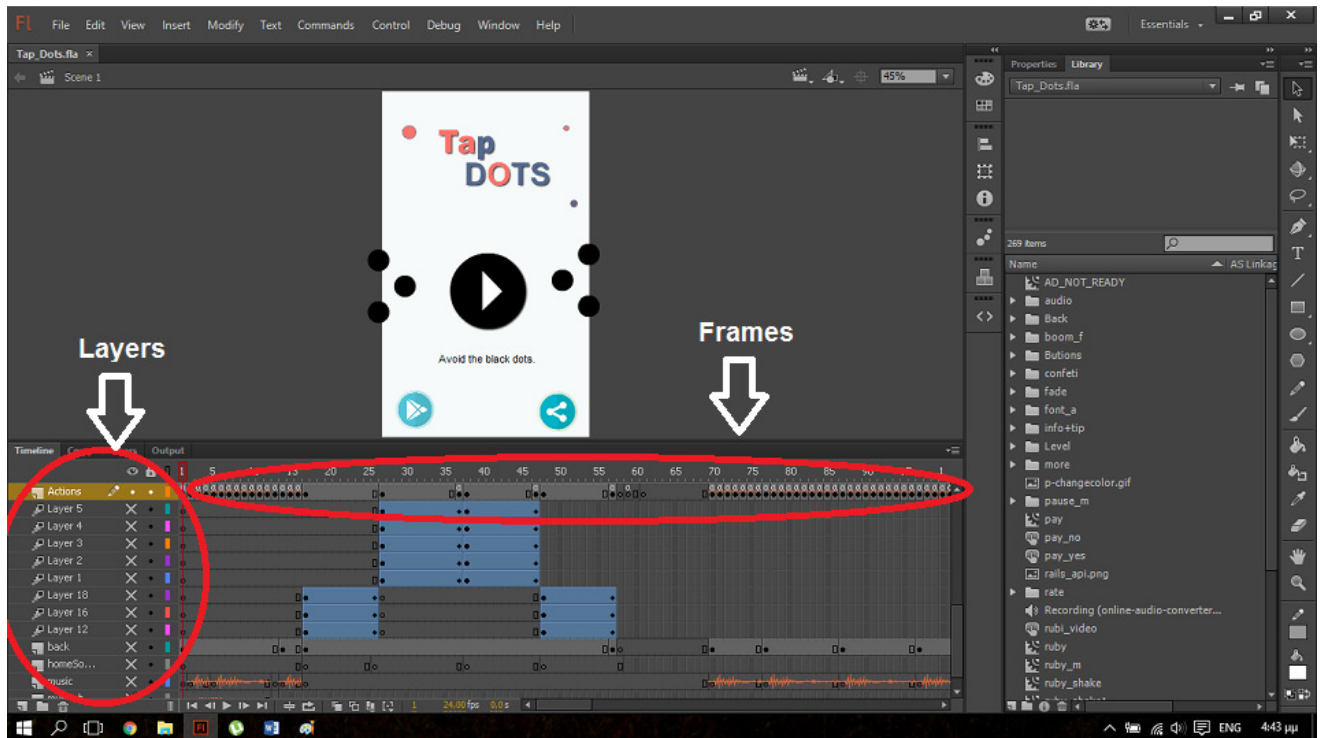 Fl File Edit View Insert Modify Text Commands Control Debug Window Help Essentials
Tap_Dots.fla ×
Scene 1 45%
Properties Library
Tap_Dots.fla
Tap
DOTS
269 items
Name AS Linkag
AD_NOT_READY
audio
Back
boom_f
Butions
confeti
fade
font_a
info+tip
Level
more
p-changecolor.gif
pause_m
pay
pay_no
pay_yes
rails_api.png
rate
Recording (online-audio-converter...
rubi_video
ruby
ruby_m
ruby_shake
Avoid the black dots.
Layers
Frames
Timeline Output
1 5 20 25 30 35 40 45 50 55 60 65 70 75 80 85
Actions
Layer 5
Layer 4
Layer 3
Layer 2
Layer 1
Layer 18
Layer 16
Layer 12
back
homeSo...
music
1 24.00 fps 0.0 s
ENG 4:43 μμ